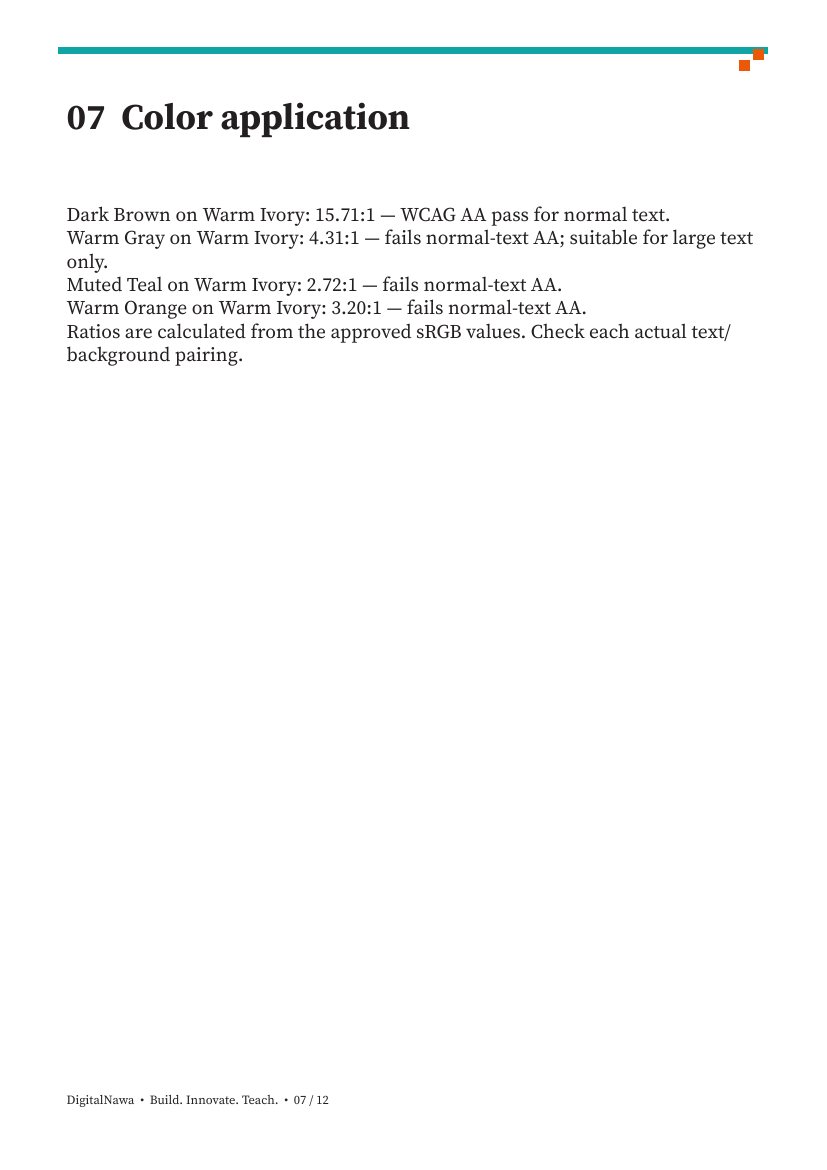 07 Color application
Dark Brown on Warm Ivory: 15.71:1 — WCAG AA pass for normal text.
Warm Gray on Warm Ivory: 4.31:1 — fails normal-text AA; suitable for large text
only.
Muted Teal on Warm Ivory: 2.72:1 — fails normal-text AA.
Warm Orange on Warm Ivory: 3.20:1 — fails normal-text AA.
Ratios are calculated from the approved sRGB values. Check each actual text/
background pairing.
DigitalNawa • Build. Innovate. Teach. • 07 / 12